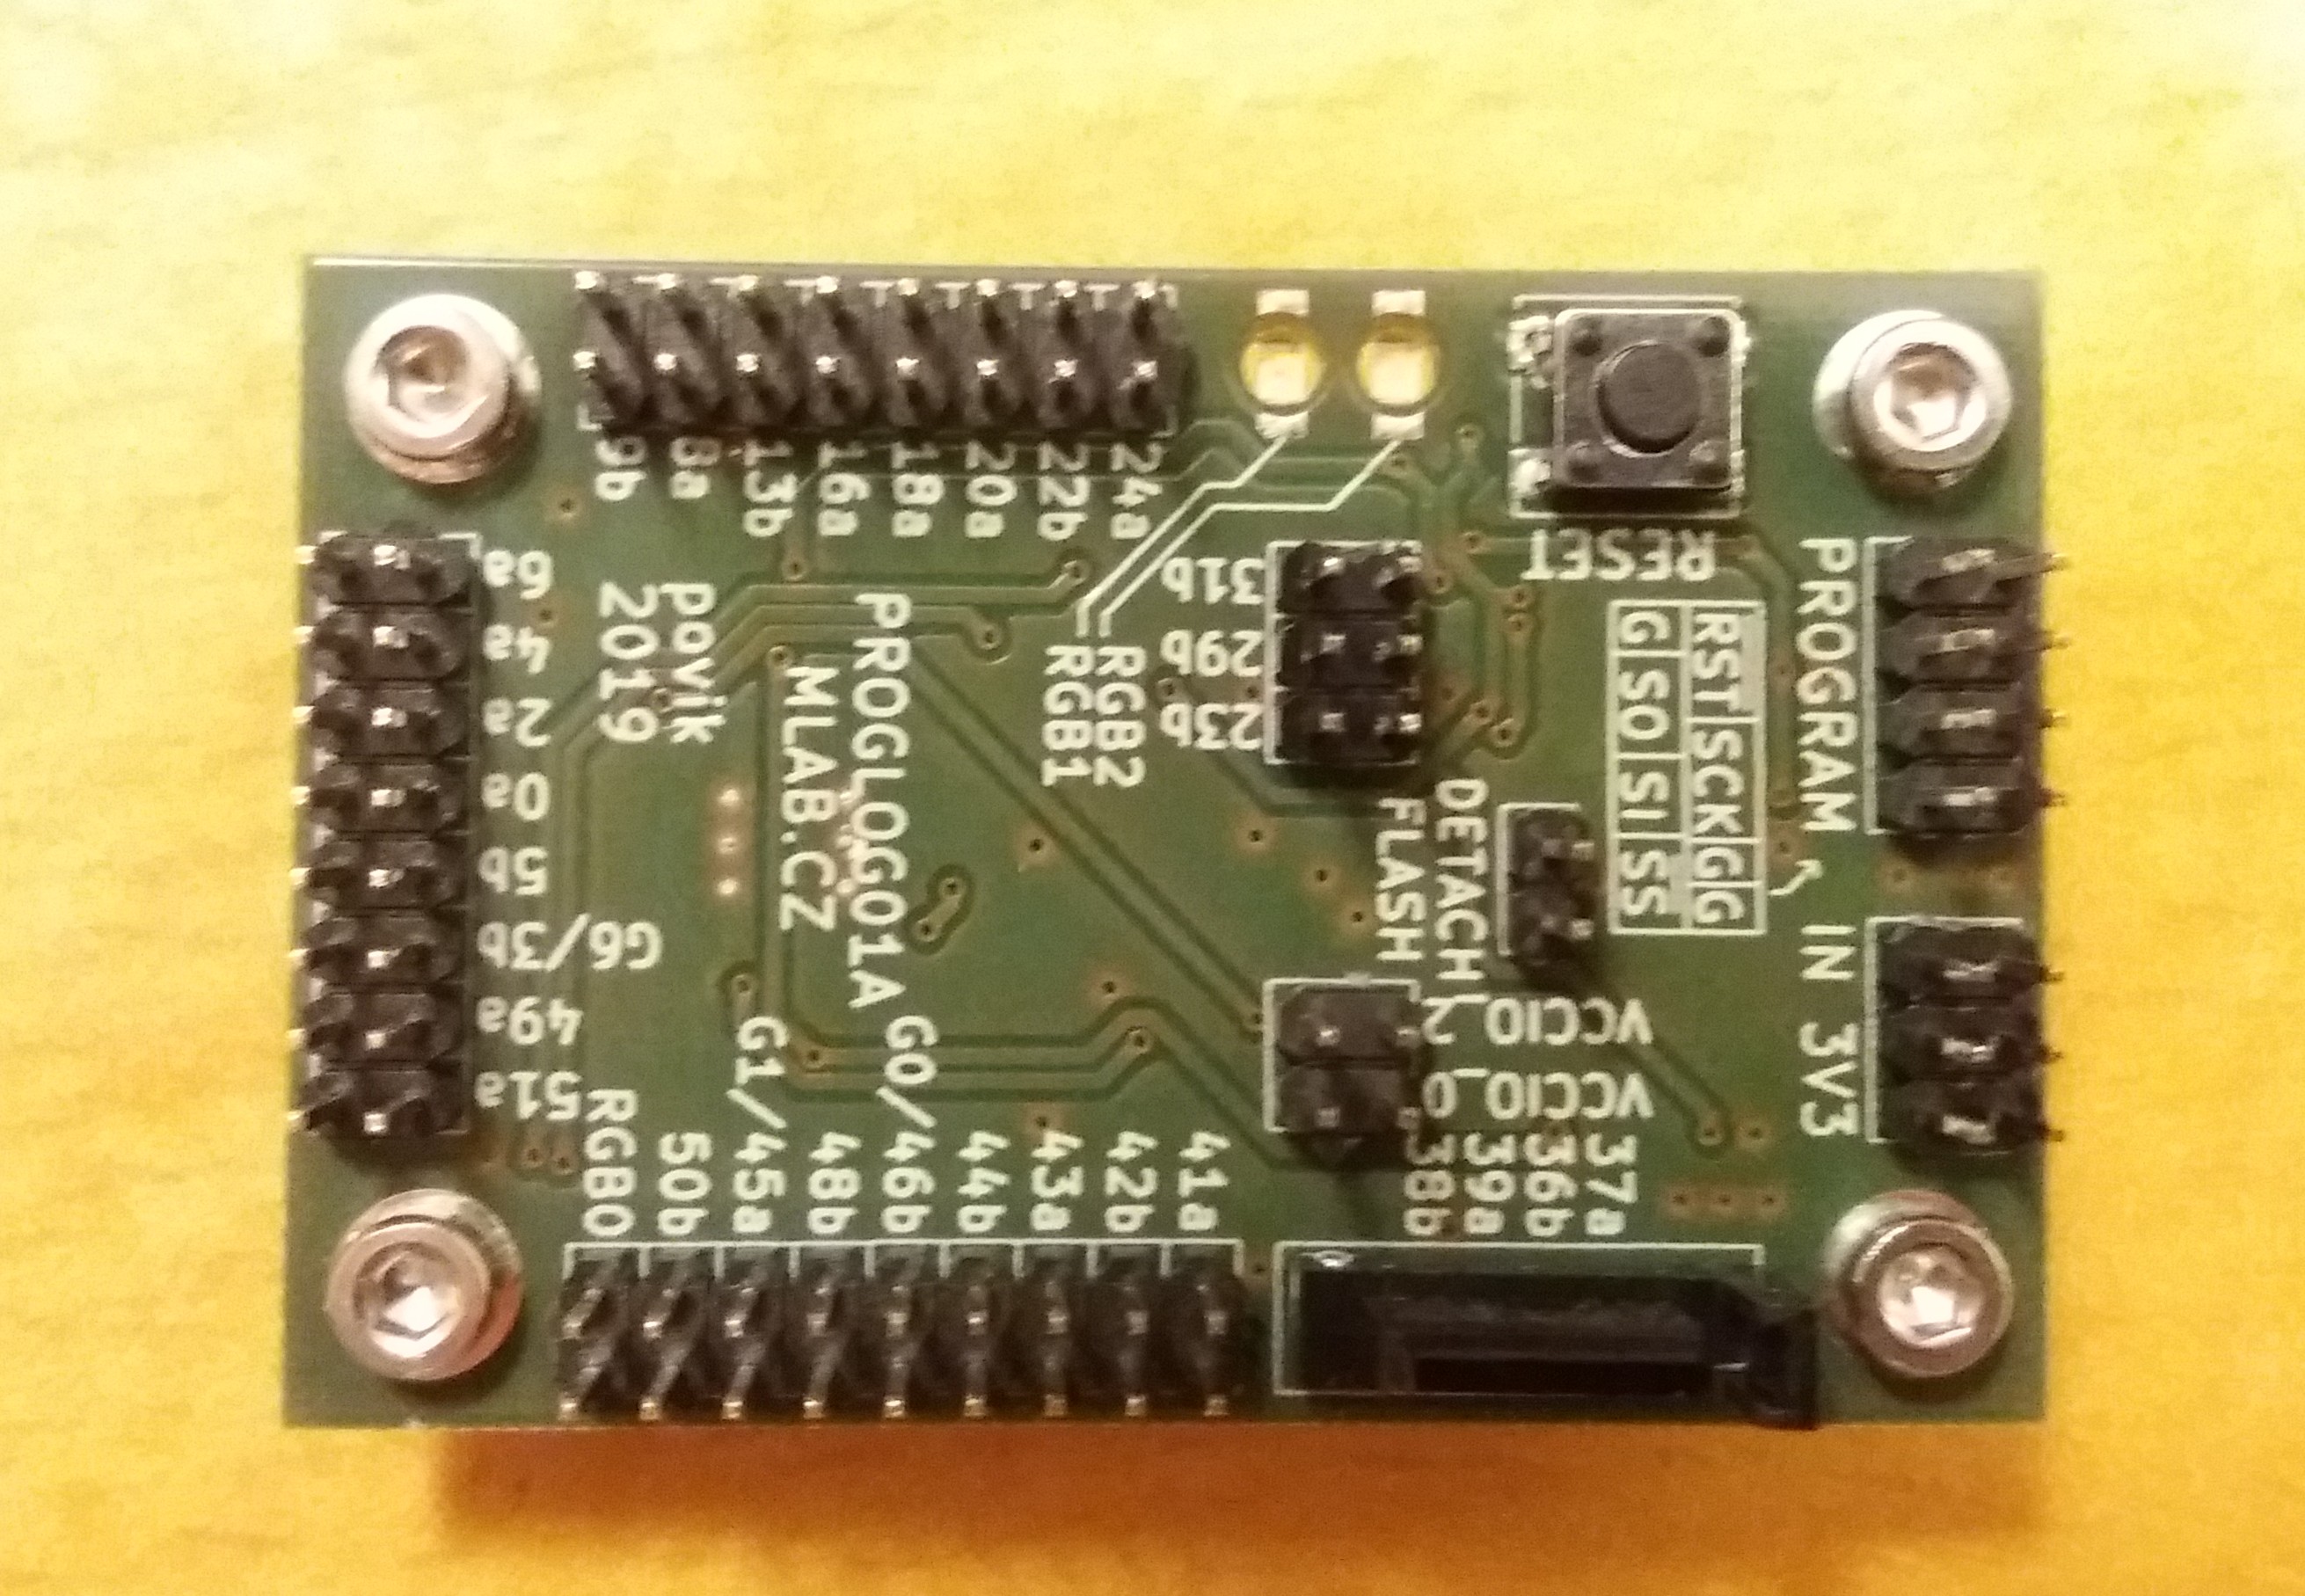 37a
36b
39a
38b
41a
42b
43a
44b
G0/46b
48b
G1/45a
50b
RGB0
VCCIO_0
VCCIO_2
IN 3V3
51a
49a
G6/3b
5b
0a
2a
4a
6a
DETACH
FLASH
PROGRAM
RST SCK G G
G SO SI SS
23b
29b
31b
RGB2
RGB1
PROGLOG01A
MLAB.CZ
povik
2019
RESET
24a
22b
20a
18a
16a
13b
8a
9b